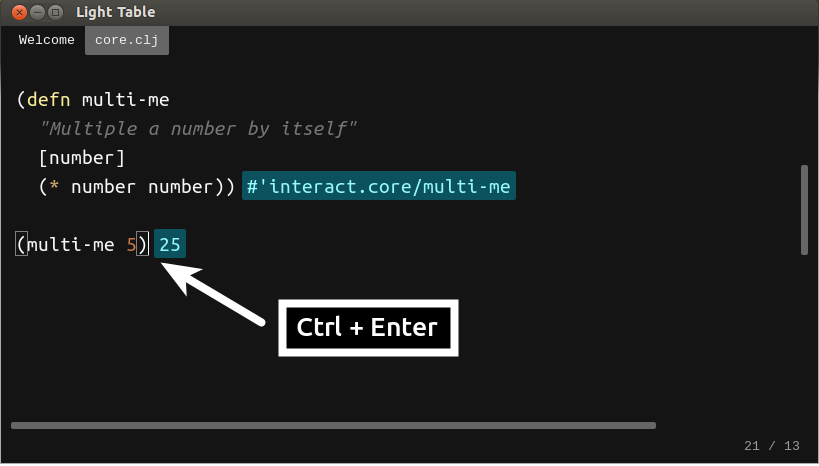 Light Table
Welcome core.clj
(defn multi-me
"Multiple a number by itself"
[number]
(* number number)) #'interact.core/multi-me
(multi-me 5) 25
Ctrl + Enter
21 / 13